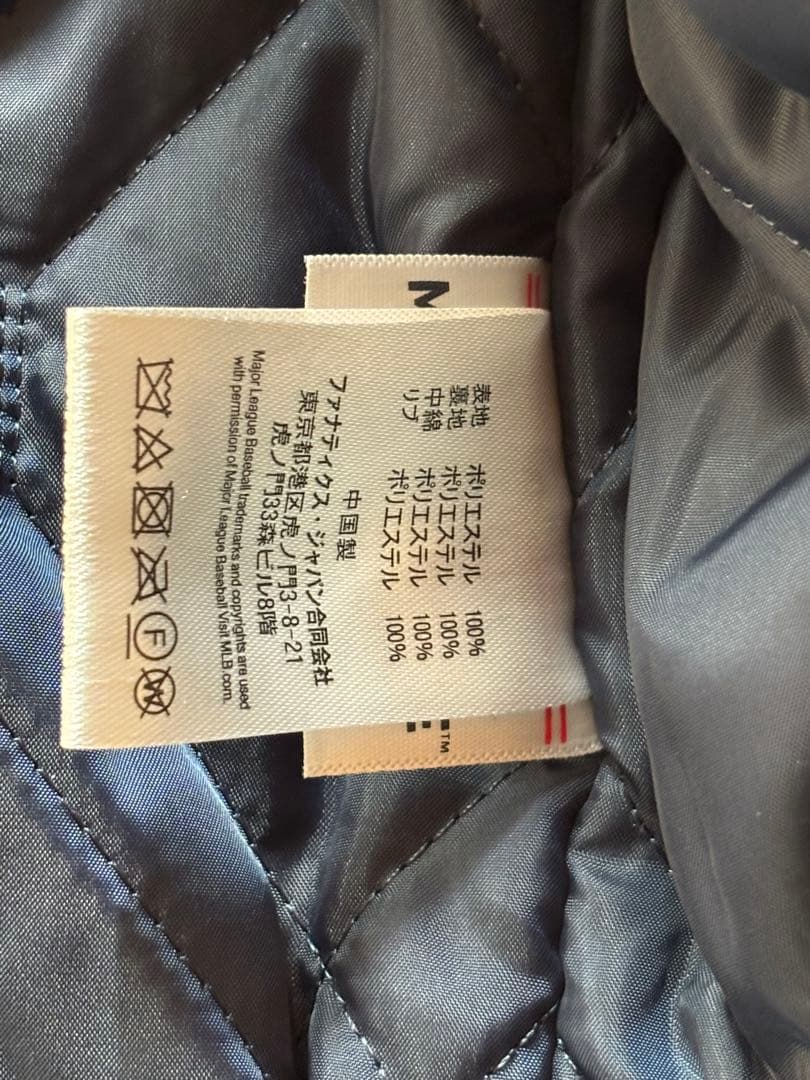 表地 ポリエステル 100%
裏地 ポリエステル 100%
中綿 ポリエステル 100%
リブ ポリエステル 100%
中国製
ファナティクス・ジャパン合同会社
東京都港区虎ノ門3-8-21
虎ノ門33森ビル8階
Major League Baseball trademarks and copyrights are used
with permission of Major League Baseball Visit MLB.com.
F W
M
™